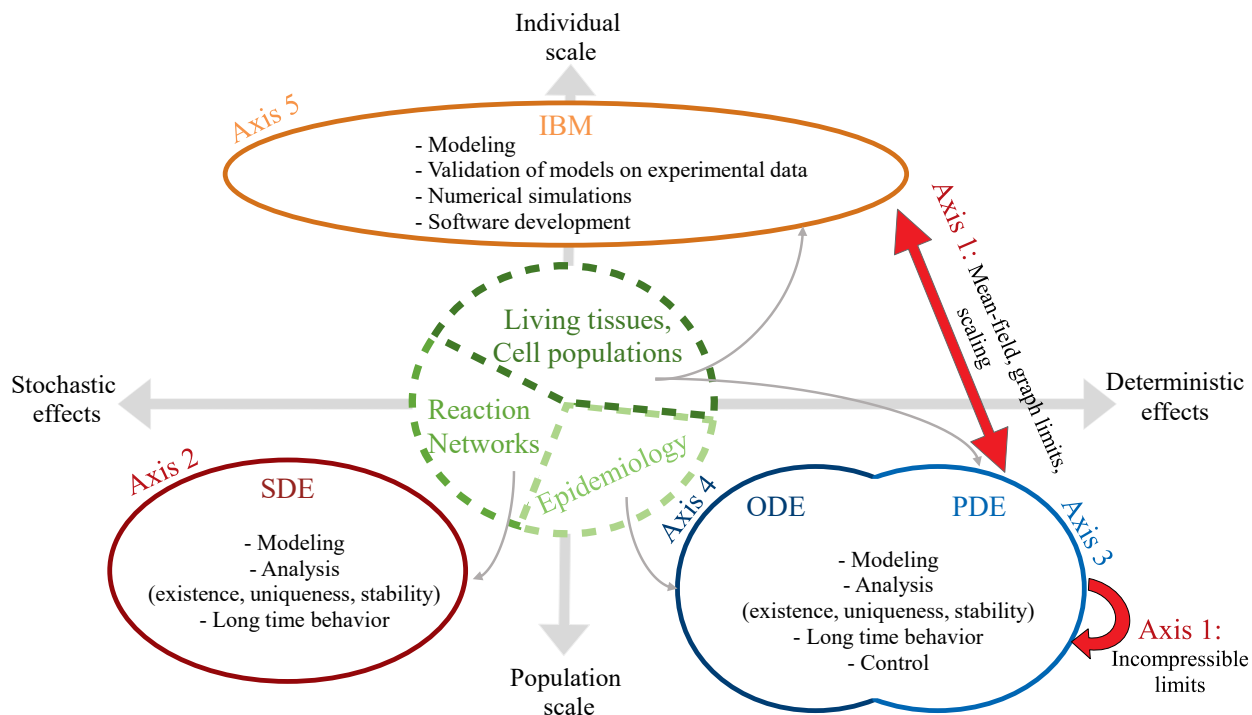 Individual
scale
Axis 5
IBM
- Modeling
- Validation of models on experimental data
- Numerical simulations
- Software development
Axis 1:
Mean-field, graph limits,
scaling
Living tissues,
Cell populations
Stochastic
effects
Deterministic
effects
Reaction
Networks
Epidemiology
Axis 2
SDE
- Modeling
- Analysis
(existence, uniqueness, stability)
- Long time behavior
Axis 4
ODE
PDE
Axis 3
- Modeling
- Analysis
(existence, uniqueness, stability)
- Long time behavior
- Control
Axis 1:
Incompressible
limits
Population
scale